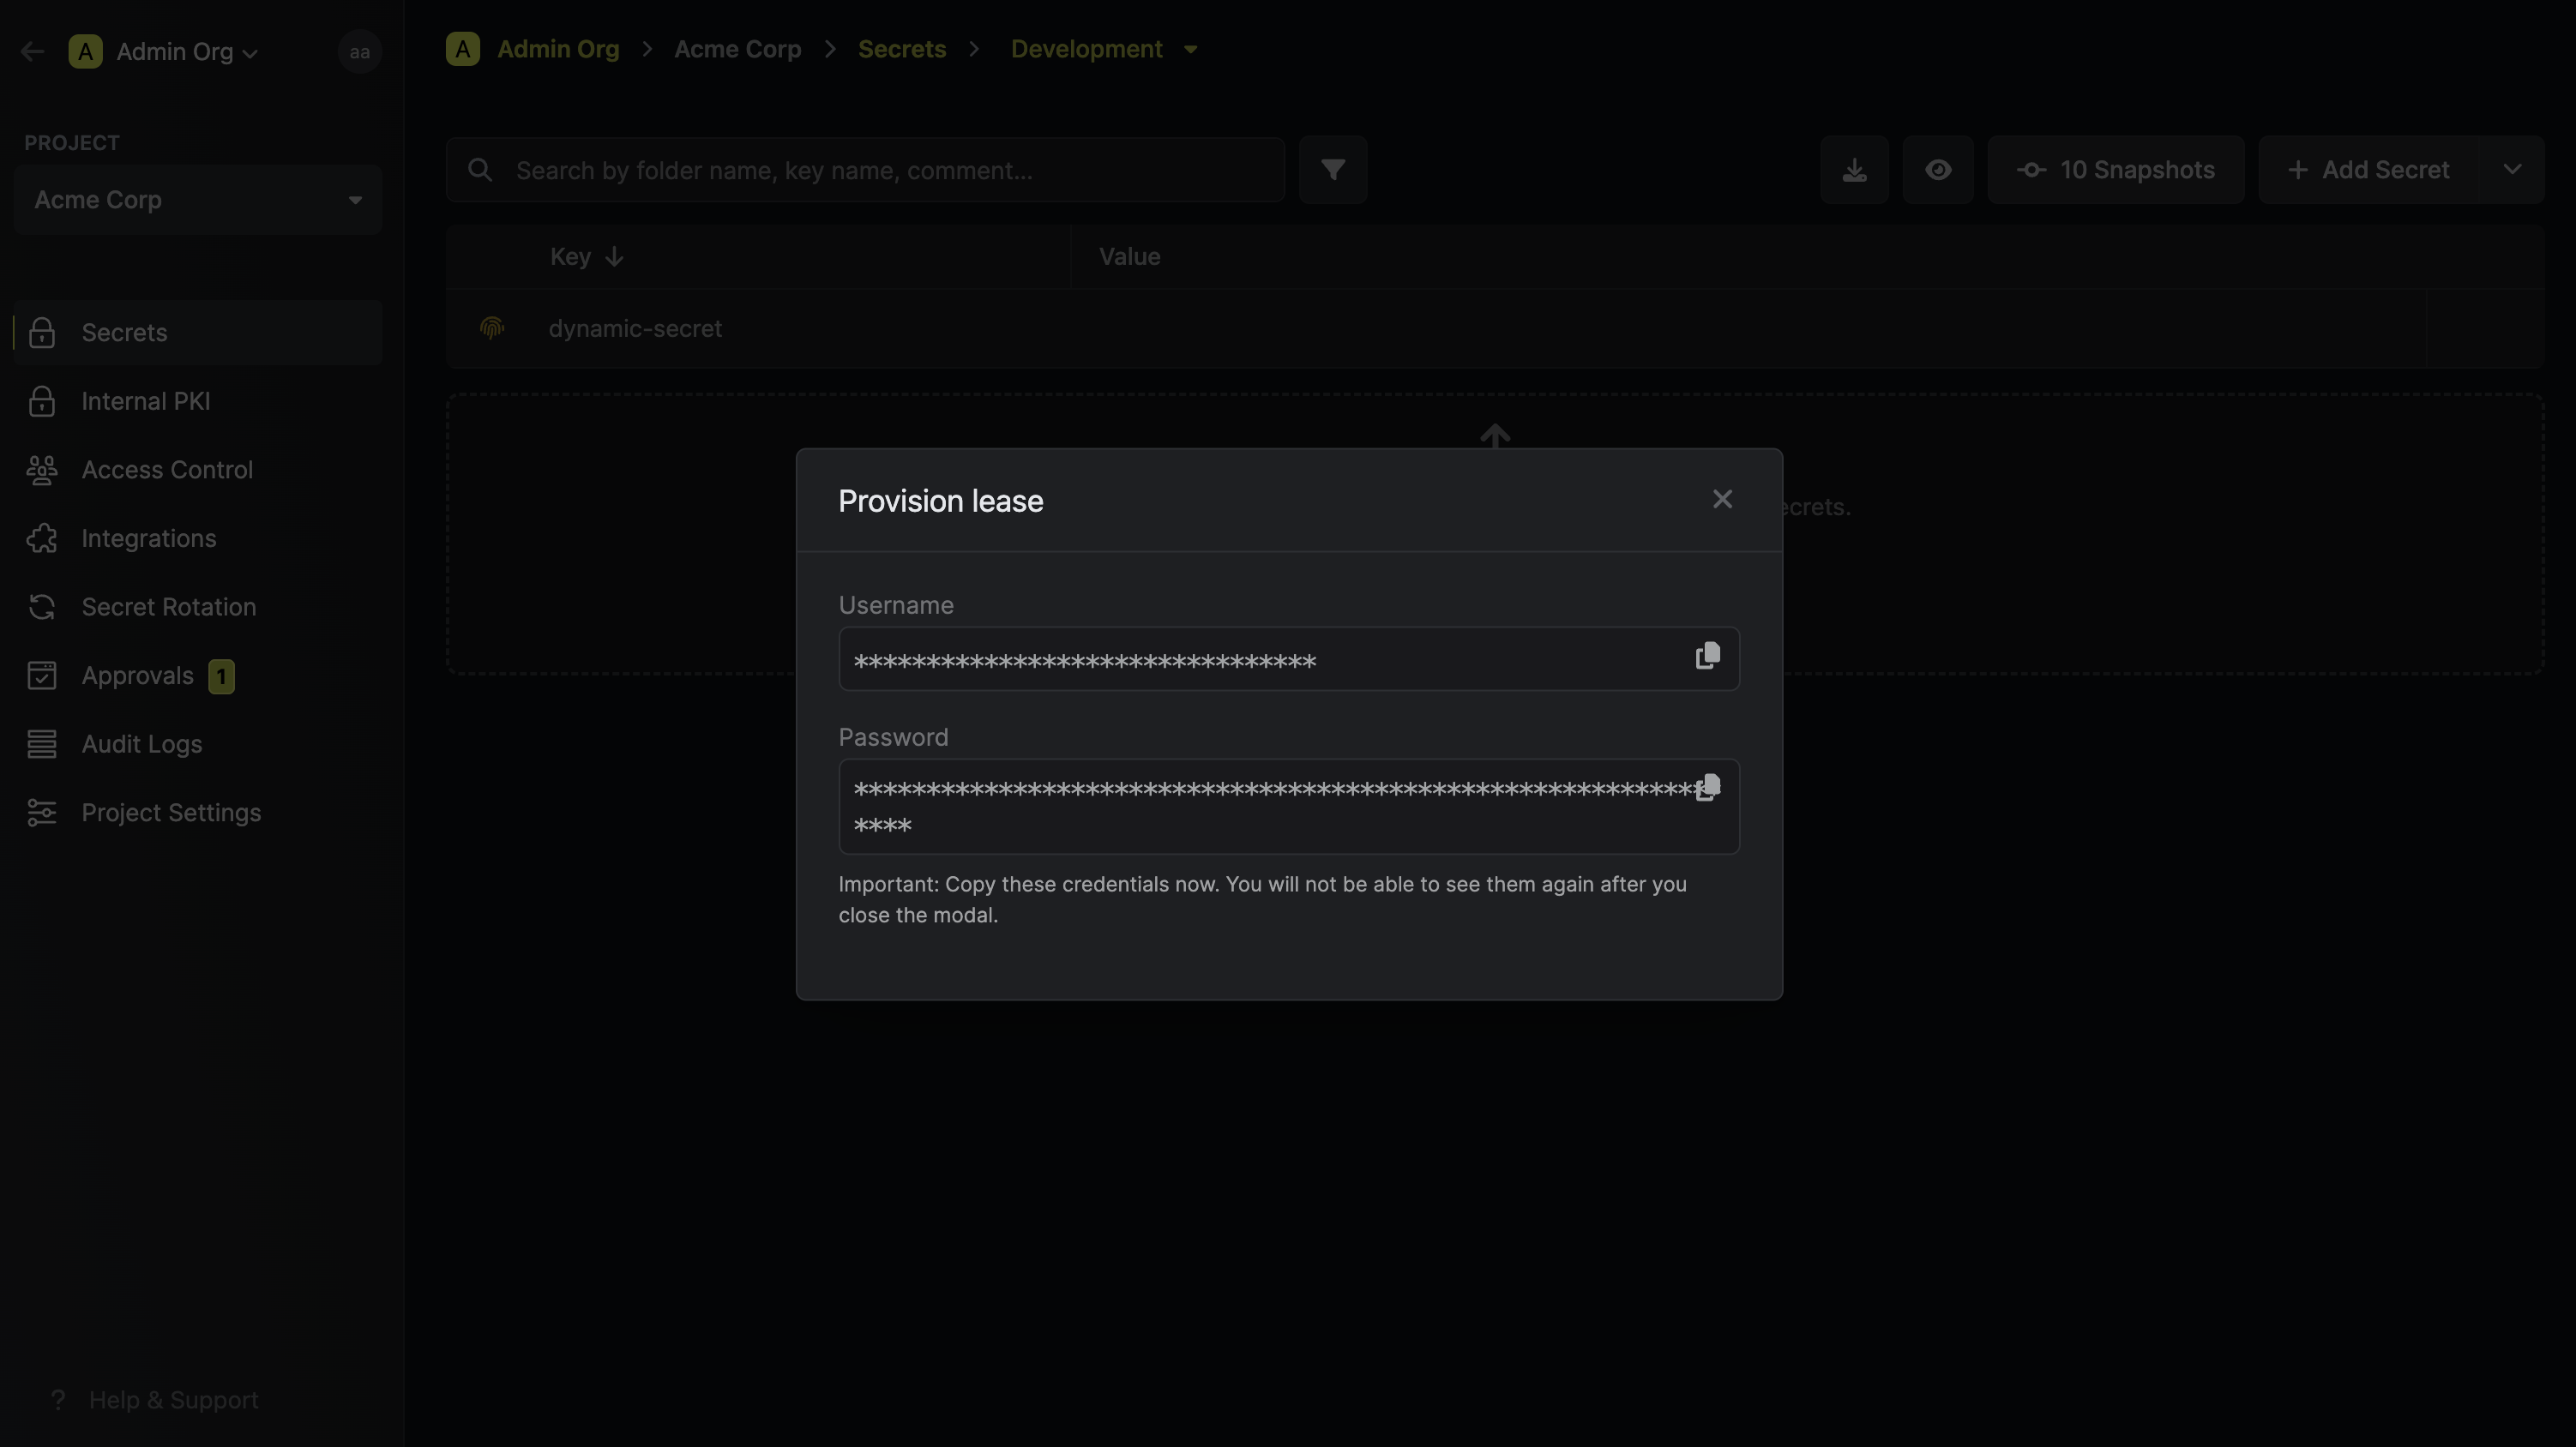 A Admin Org aa
PROJECT
Acme Corp
Secrets
Internal PKI
Access Control
Integrations
Secret Rotation
Approvals 1
Audit Logs
Project Settings
? Help & Support
A Admin Org > Acme Corp > Secrets > Development
Search by folder name, key name, comment...
10 Snapshots
+ Add Secret
Key Value
dynamic-secret
ecrets.
Provision lease
Username
********************************
Password
**********************************************************
****
Important: Copy these credentials now. You will not be able to see them again after you
close the modal.